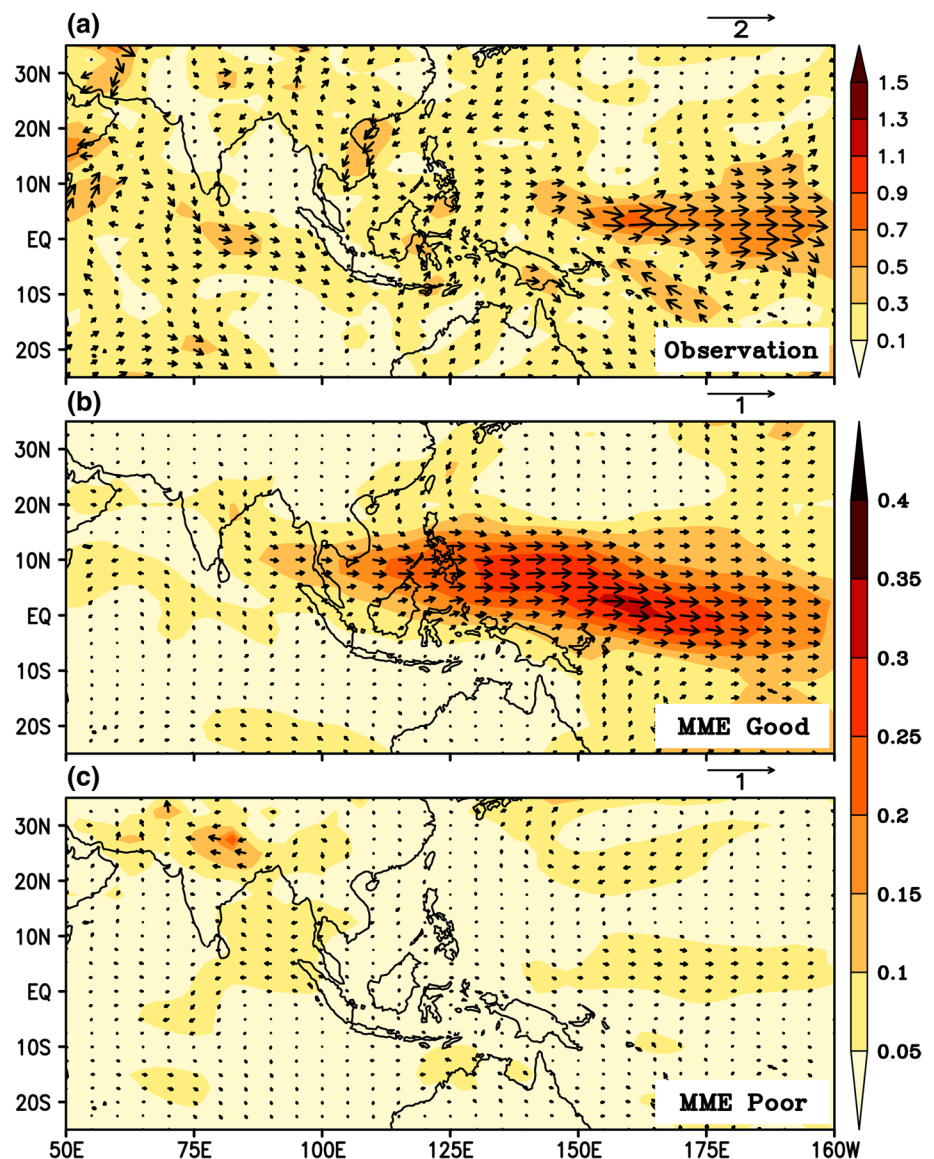 (a)
2
30N
20N
10N
EQ
10S
20S
Observation
1.5
1.3
1.1
0.9
0.7
0.5
0.3
0.1
(b)
1
30N
20N
10N
EQ
10S
20S
MME Good
(c)
1
30N
20N
10N
EQ
10S
20S
MME Poor
0.4
0.35
0.3
0.25
0.2
0.15
0.1
0.05
50E 75E 100E 125E 150E 175E 160W